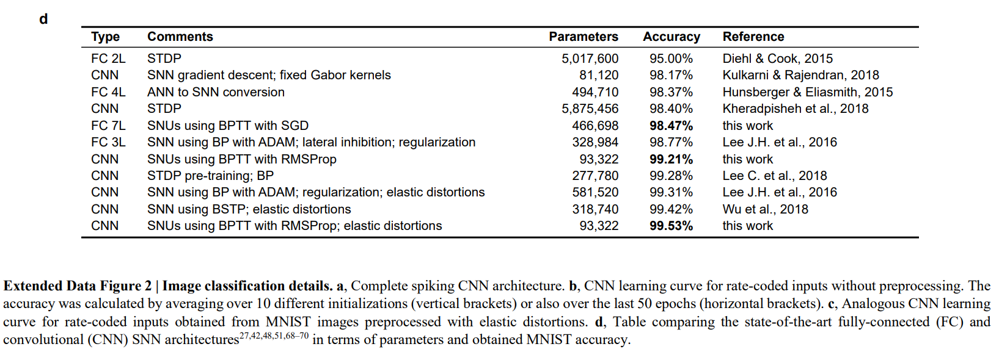 d
Type Comments Parameters Accuracy Reference
FC 2L STDP 5,017,600 95.00% Diehl & Cook, 2015
CNN SNN gradient descent; fixed Gabor kernels 81,120 98.17% Kulkarni & Rajendran, 2018
FC 4L ANN to SNN conversion 494,710 98.37% Hunsberger & Eliasmith, 2015
CNN STDP 5,875,456 98.40% Kheradpisheh et al., 2018
FC 7L SNUs using BPTT with SGD 466,698 98.47% this work
FC 3L SNN using BP with ADAM; lateral inhibition; regularization 328,984 98.77% Lee J.H. et al., 2016
CNN SNUs using BPTT with RMSProp 93,322 99.21% this work
CNN STDP pre-training; BP 277,780 99.28% Lee C. et al., 2018
CNN SNN using BP with ADAM; regularization; elastic distortions 581,520 99.31% Lee J.H. et al., 2016
CNN SNN using BSTP; elastic distortions 318,740 99.42% Wu et al., 2018
CNN SNUs using BPTT with RMSProp; elastic distortions 93,322 99.53% this work
Extended Data Figure 2 | Image classification details. a, Complete spiking CNN architecture. b, CNN learning curve for rate-coded inputs without preprocessing. The
accuracy was calculated by averaging over 10 different initializations (vertical brackets) or also over the last 50 epochs (horizontal brackets). c, Analogous CNN learning
curve for rate-coded inputs obtained from MNIST images preprocessed with elastic distortions. d, Table comparing the state-of-the-art fully-connected (FC) and
convolutional (CNN) SNN architectures27,42,48,51,68–70 in terms of parameters and obtained MNIST accuracy.